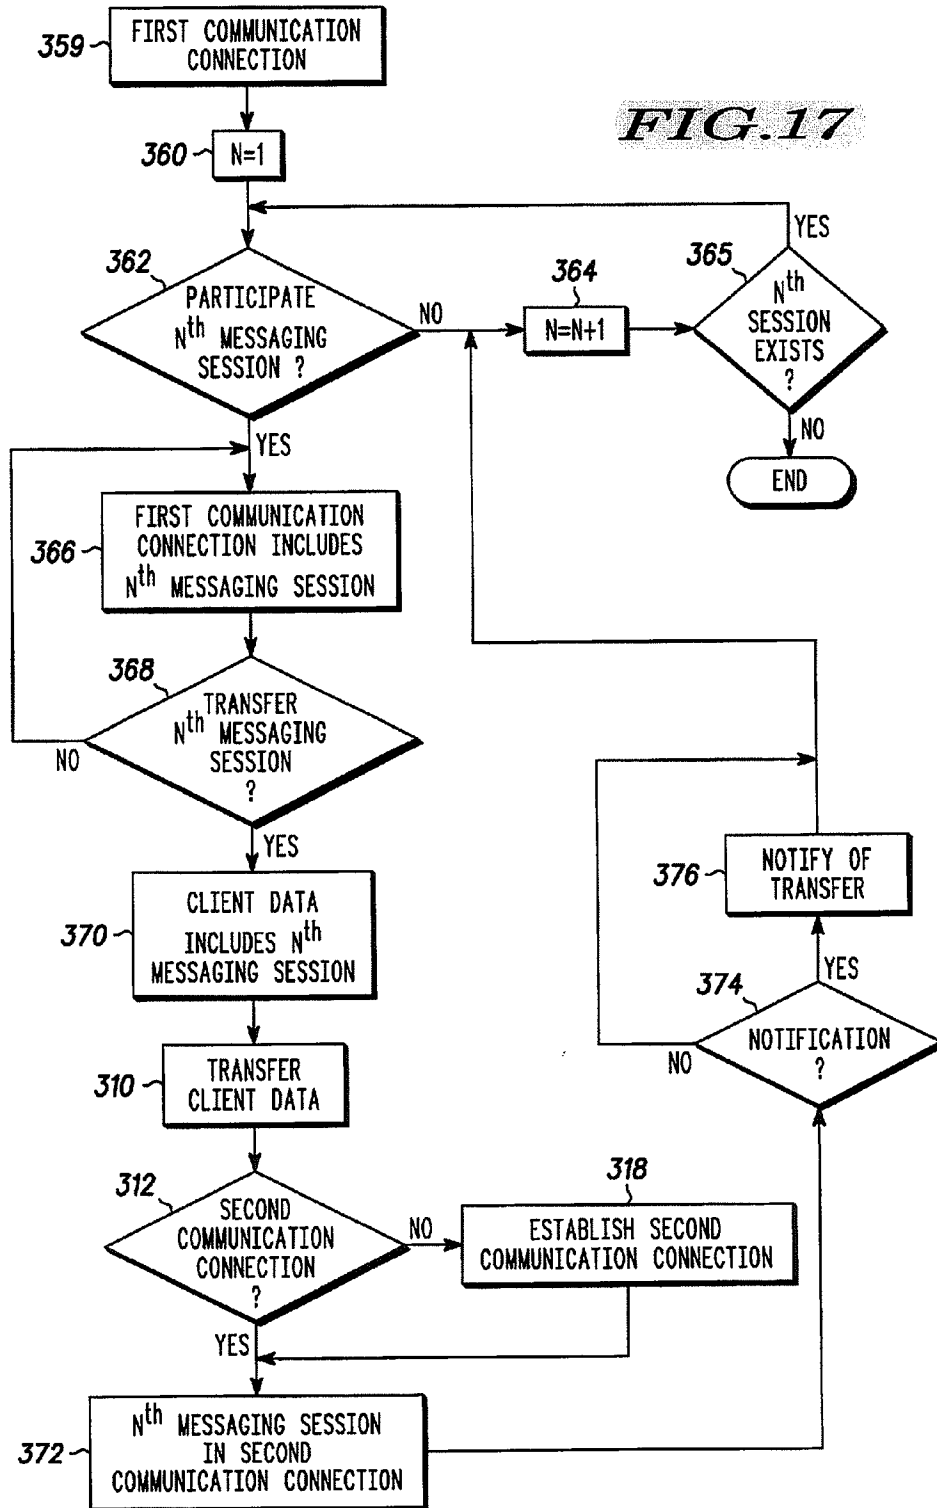 FIRST COMMUNICATION
CONNECTION
359
FIG.17
360
N=1
362
PARTICIPATE
Nth MESSAGING
SESSION ?
NO
364
N=N+1
365
YES
Nth
SESSION
EXISTS
?
NO
END
YES
366
FIRST COMMUNICATION
CONNECTION INCLUDES
Nth MESSAGING SESSION
368
TRANSFER
Nth MESSAGING
SESSION
?
NO
YES
370
CLIENT DATA
INCLUDES Nth
MESSAGING SESSION
310
TRANSFER
CLIENT DATA
312
SECOND
COMMUNICATION
CONNECTION
?
NO
318
ESTABLISH SECOND
COMMUNICATION CONNECTION
YES
372
Nth MESSAGING SESSION
IN SECOND
COMMUNICATION CONNECTION
374
NOTIFICATION
?
NO
YES
376
NOTIFY OF
TRANSFER